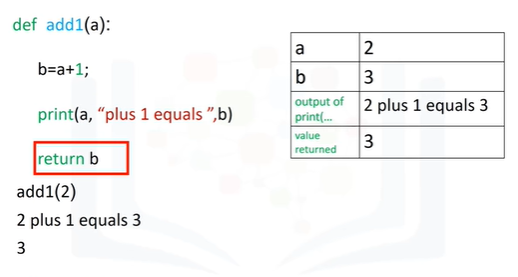 def add1(a):
b=a+1;
print(a, “plus 1 equals ”,b)
return b
add1(2)
2 plus 1 equals 3
3
a 2
b 3
output of print(... 2 plus 1 equals 3
value returned 3